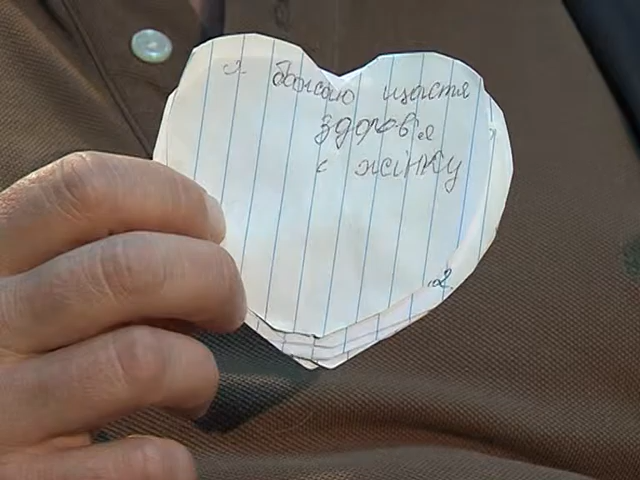 я бажаю щастя
здоров'я
і жінку